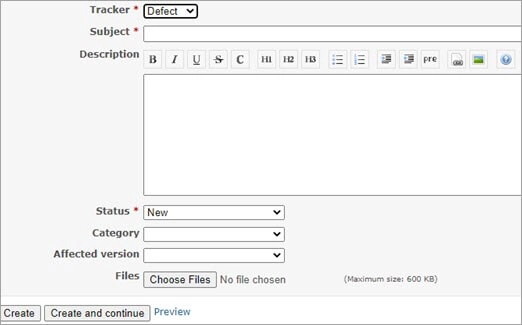 Tracker * Defect
Subject *
Description B I U S C H1 H2 H3 pre
Status * New
Category
Affected version
Files Choose Files No file chosen (Maximum size: 600 KB)
Create Create and continue Preview